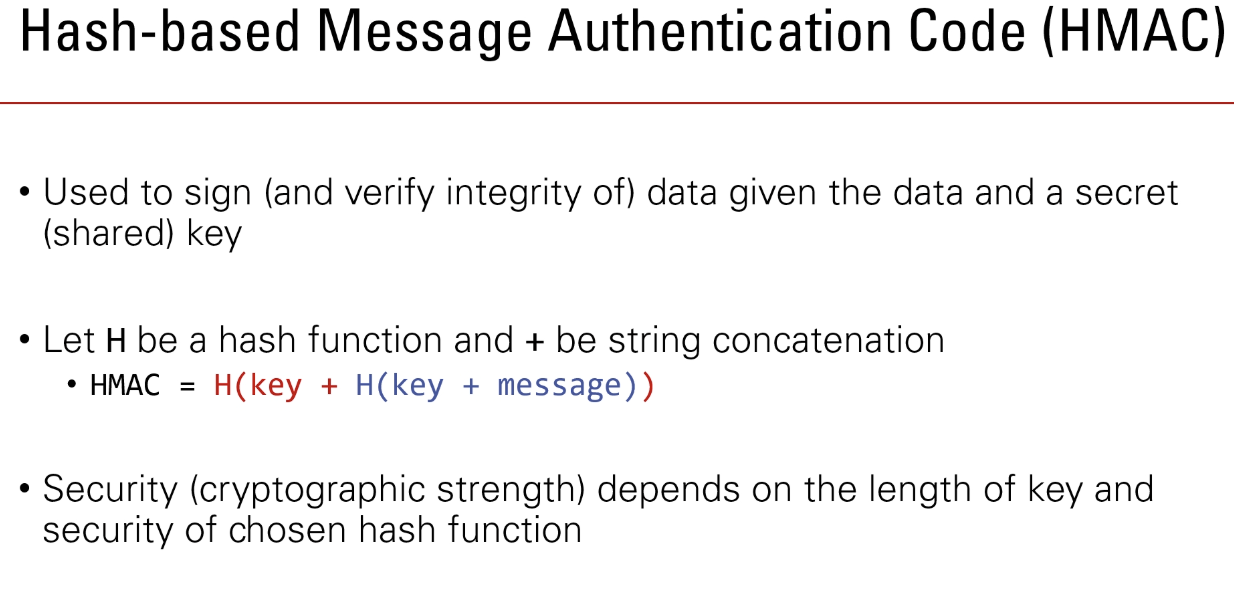 Hash-based Message Authentication Code (HMAC)
• Used to sign (and verify integrity of) data given the data and a secret
(shared) key
• Let H be a hash function and + be string concatenation
• HMAC = H(key + H(key + message))
• Security (cryptographic strength) depends on the length of key and
security of chosen hash function